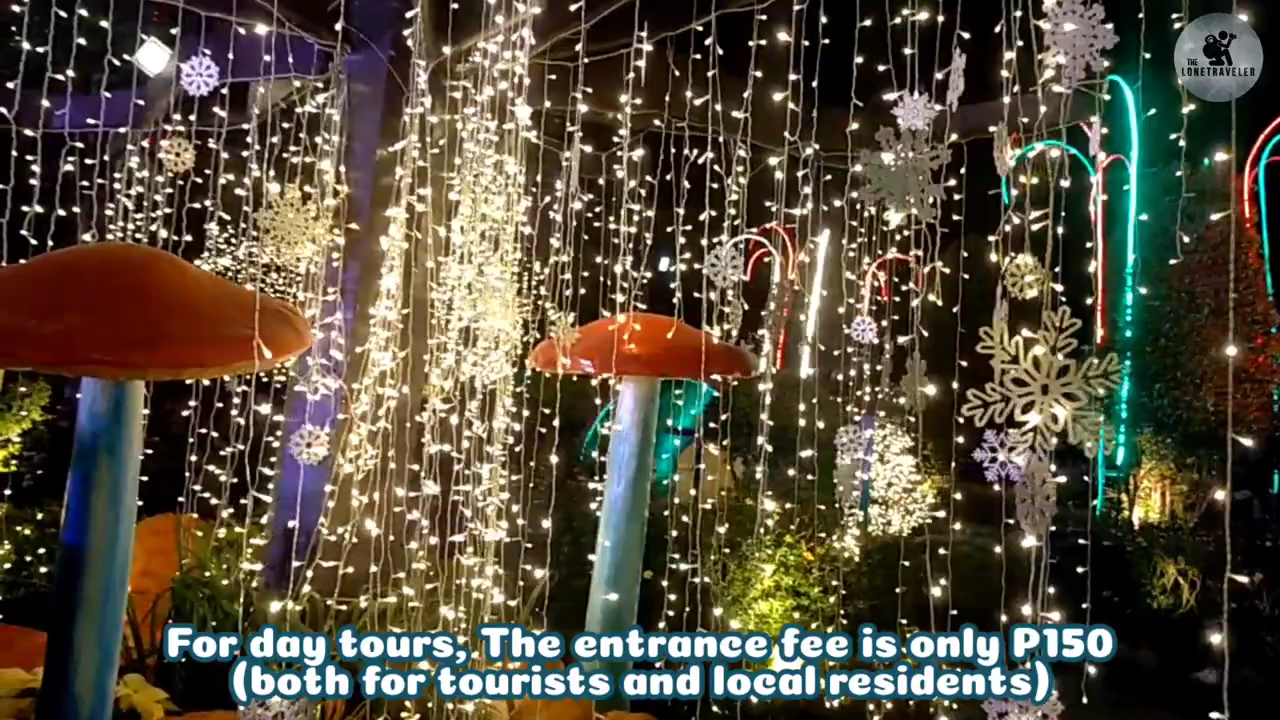 THE
LONETRAVELER
For day tours, The entrance fee is only P150
(both for tourists and local residents)